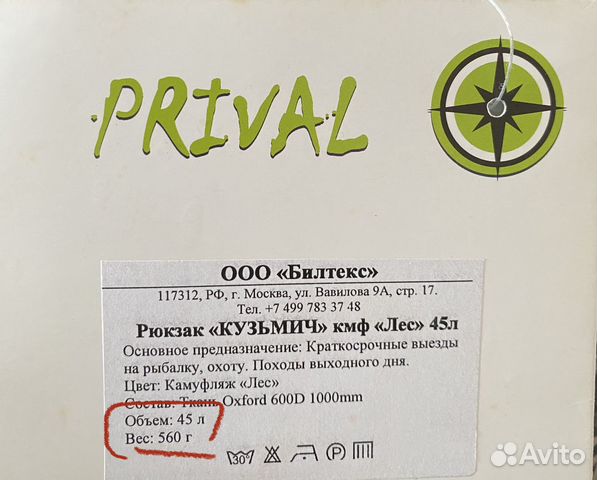 PRIVAL
ООО «Билтекс»
117312, РФ, г. Москва, ул. Вавилова 9А, стр. 17.
Тел. +7 499 783 37 48
Рюкзак «КУЗЬМИЧ» кмф «Лес» 45л
Основное предназначение: Краткосрочные выезды
на рыбалку, охоту. Походы выходного дня.
Цвет: Камуфляж «Лес»
Состав: Ткань Oxford 600D 1000mm
Объем: 45 л
Вес: 560 г
30°
P
Avito